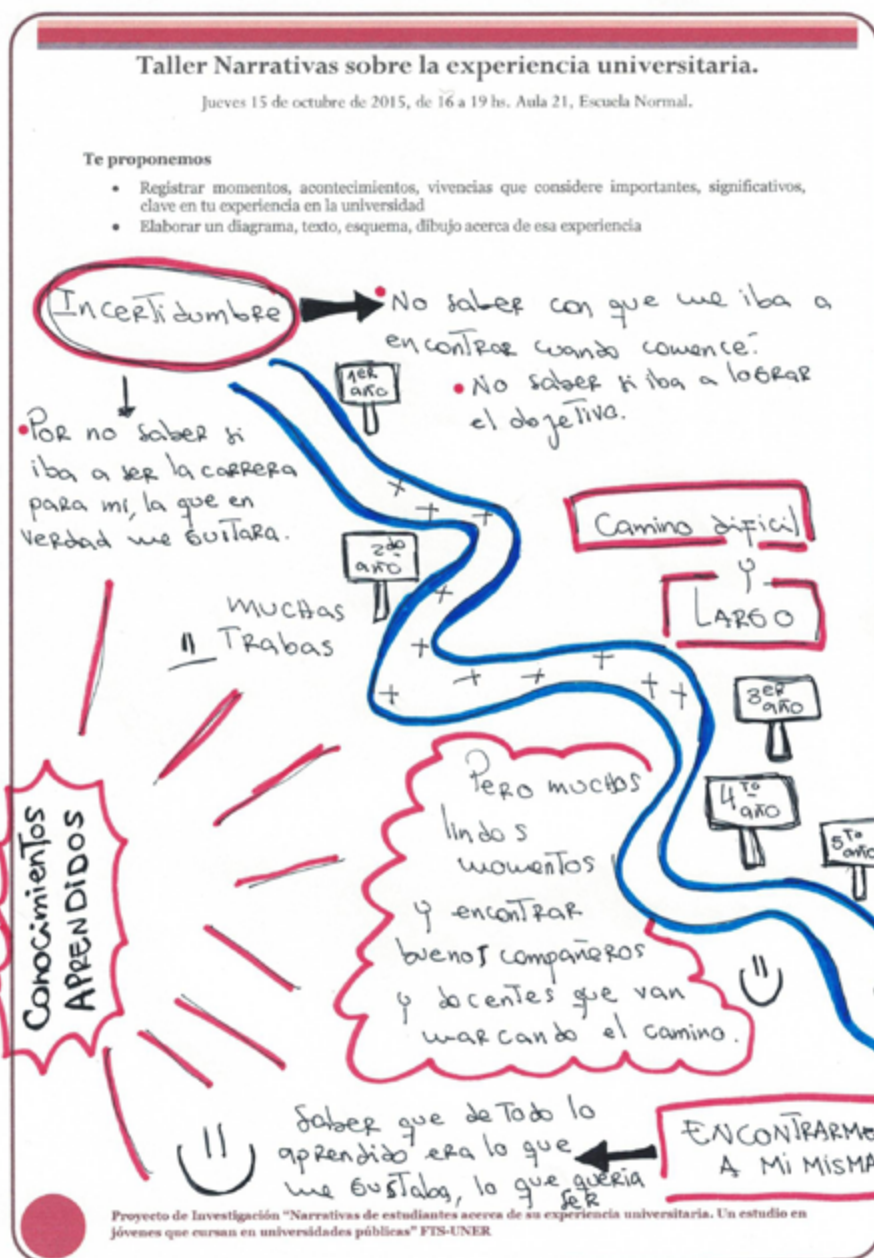 Taller Narrativas sobre la experiencia universitaria.
Jueves 15 de octubre de 2015, de 16 a 19 hs. Aula 21, Escuela Normal.
Te proponemos
• Registrar momentos, acontecimientos, vivencias que considere importantes, significativos,
clave en tu experiencia en la universidad
• Elaborar un diagrama, texto, esquema, dibujo acerca de esa experiencia
Incertidumbre
• No saber con que me iba a
encontrar cuando comencé.
• No saber si iba a lograr
el objetivo.
• Por no saber si
iba a ser la carrera
para mi, la que en
verdad me gustara.
1er
año
2do
año
Camino dificil
y
LARGO
MUCHAS
TRABAS
3er
año
4to
año
5to
año
Pero muchos
lindos
momentos
y encontrar
buenos compañeros
y docentes que van
marcando el camino.
Conocimientos
APRENDIDOS
ENCONTRARME
A MI MISMA
Saber que de todo lo
aprendido era lo que
me gustaba, lo que queria
ser
Proyecto de Investigación “Narrativas de estudiantes acerca de su experiencia universitaria. Un estudio en
jóvenes que cursan en universidades públicas” FTS-UNER